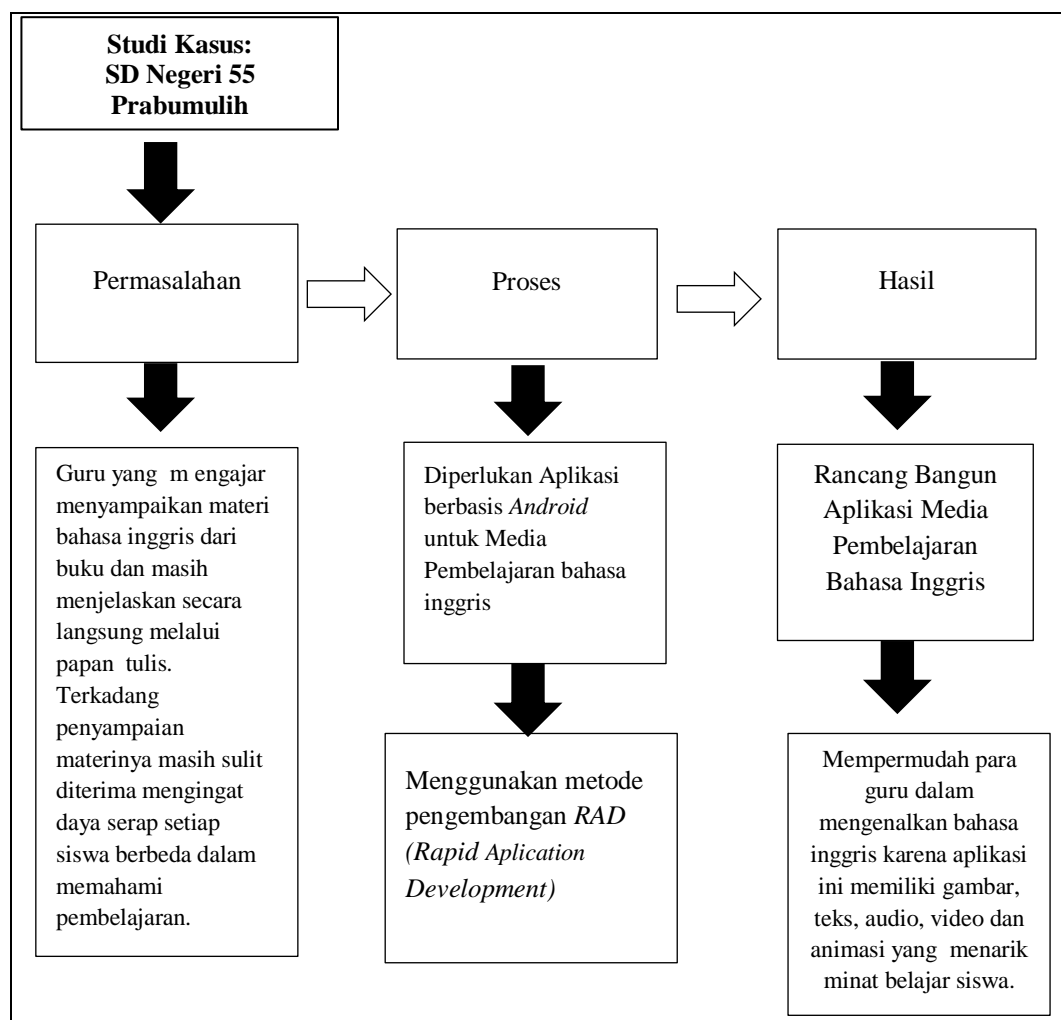 Studi Kasus:
SD Negeri 55
Prabumulih
Permasalahan
Proses
Hasil
Guru yang  m engajar
menyampaikan materi
bahasa inggris dari
buku dan masih
menjelaskan secara
langsung melalui
papan  tulis.
Terkadang
penyampaian
materinya masih sulit
diterima mengingat
daya serap setiap
siswa berbeda dalam
memahami
pembelajaran.
Diperlukan Aplikasi
berbasis Android
untuk Media
Pembelajaran bahasa
inggris
Menggunakan metode
pengembangan RAD
(Rapid Aplication
Development)
Rancang Bangun
Aplikasi Media
Pembelajaran
Bahasa Inggris
Mempermudah para
guru dalam
mengenalkan bahasa
inggris karena aplikasi
ini memiliki gambar,
teks, audio, video dan
animasi yang  menarik
minat belajar siswa.